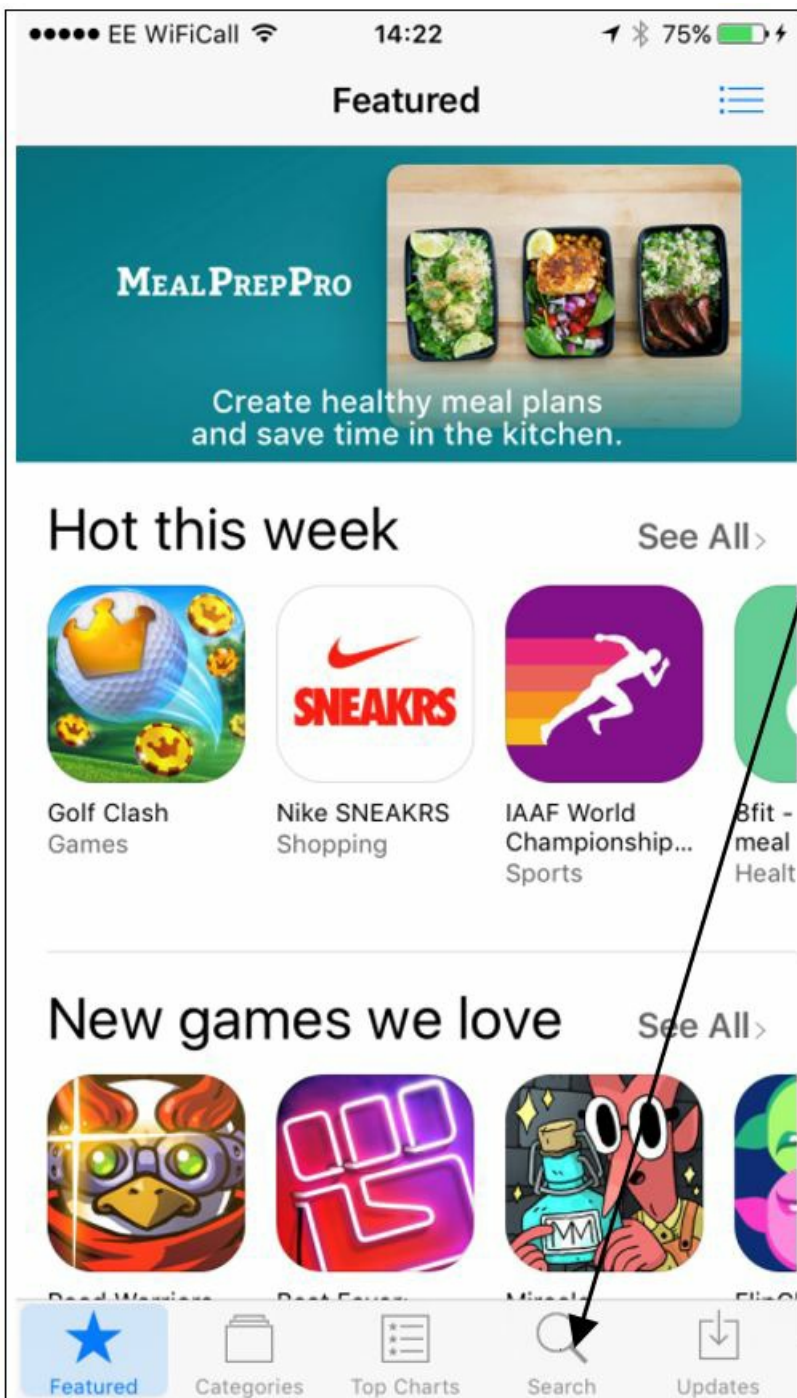 EE WiFiCall 14:22 75%
Featured
MEALPREPPRO
Create healthy meal plans
and save time in the kitchen.
Hot this week See All >
SNEAKRS
Golf Clash Nike SNEAKRS IAAF World 8fit -
Games Shopping Championship... meal
Sports Healt
New games we love See All >
MM
Featured Categories Top Charts Search Updates